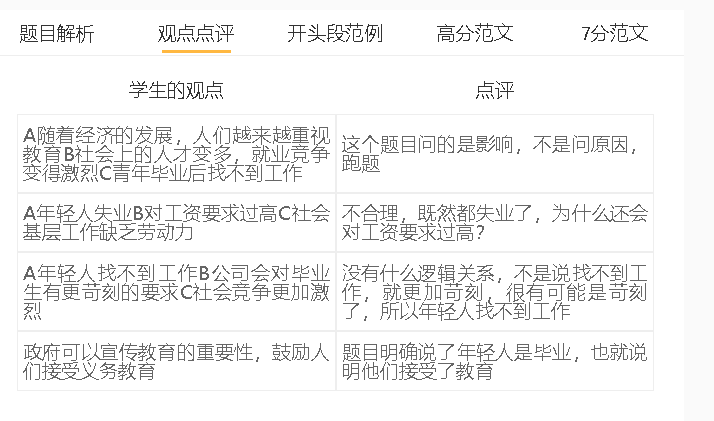 题目解析 观点点评 开头段范例 高分范文 7分范文
学生的观点 点评
A随着经济的发展，人们越来越重视
教育B社会上的人才变多，就业竞争
变得激烈C青年毕业后找不到工作
这个题目问的是影响，不是问原因，
跑题
A年轻人失业B对工资要求过高C社会
基层工作缺乏劳动力
不合理，既然都失业了，为什么还会
对工资要求过高？
A年轻人找不到工作B公司会对毕业
生有更苛刻的要求C社会竞争更加激
烈
没有什么逻辑关系，不是说找不到工
作，就更加苛刻，很有可能是苛刻
了，所以年轻人找不到工作
政府可以宣传教育的重要性，鼓励人
们接受义务教育
题目明确说了年轻人是毕业，也就说
明他们接受了教育